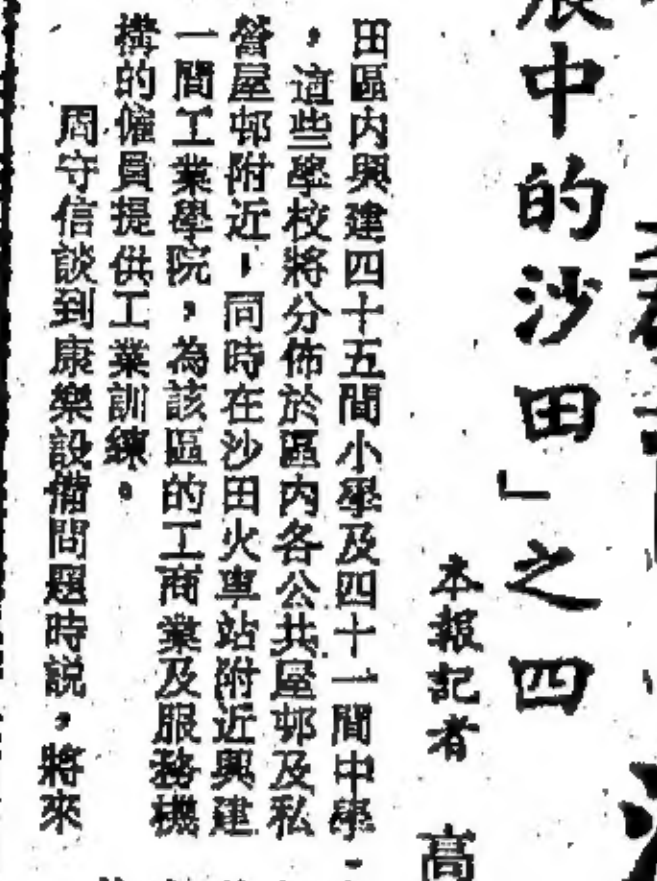 展中的沙田」之四
本報記者 高
田區內興建四十五間小學及四十一間中學
,這些學校將分佈於區內各公共屋邨及私
營屋邨附近,同時在沙田火車站附近興建
一間工業學院,為該區的工商業及服務機
構的僱員提供工業訓練。
周守信談到康樂設備問題時説,將來